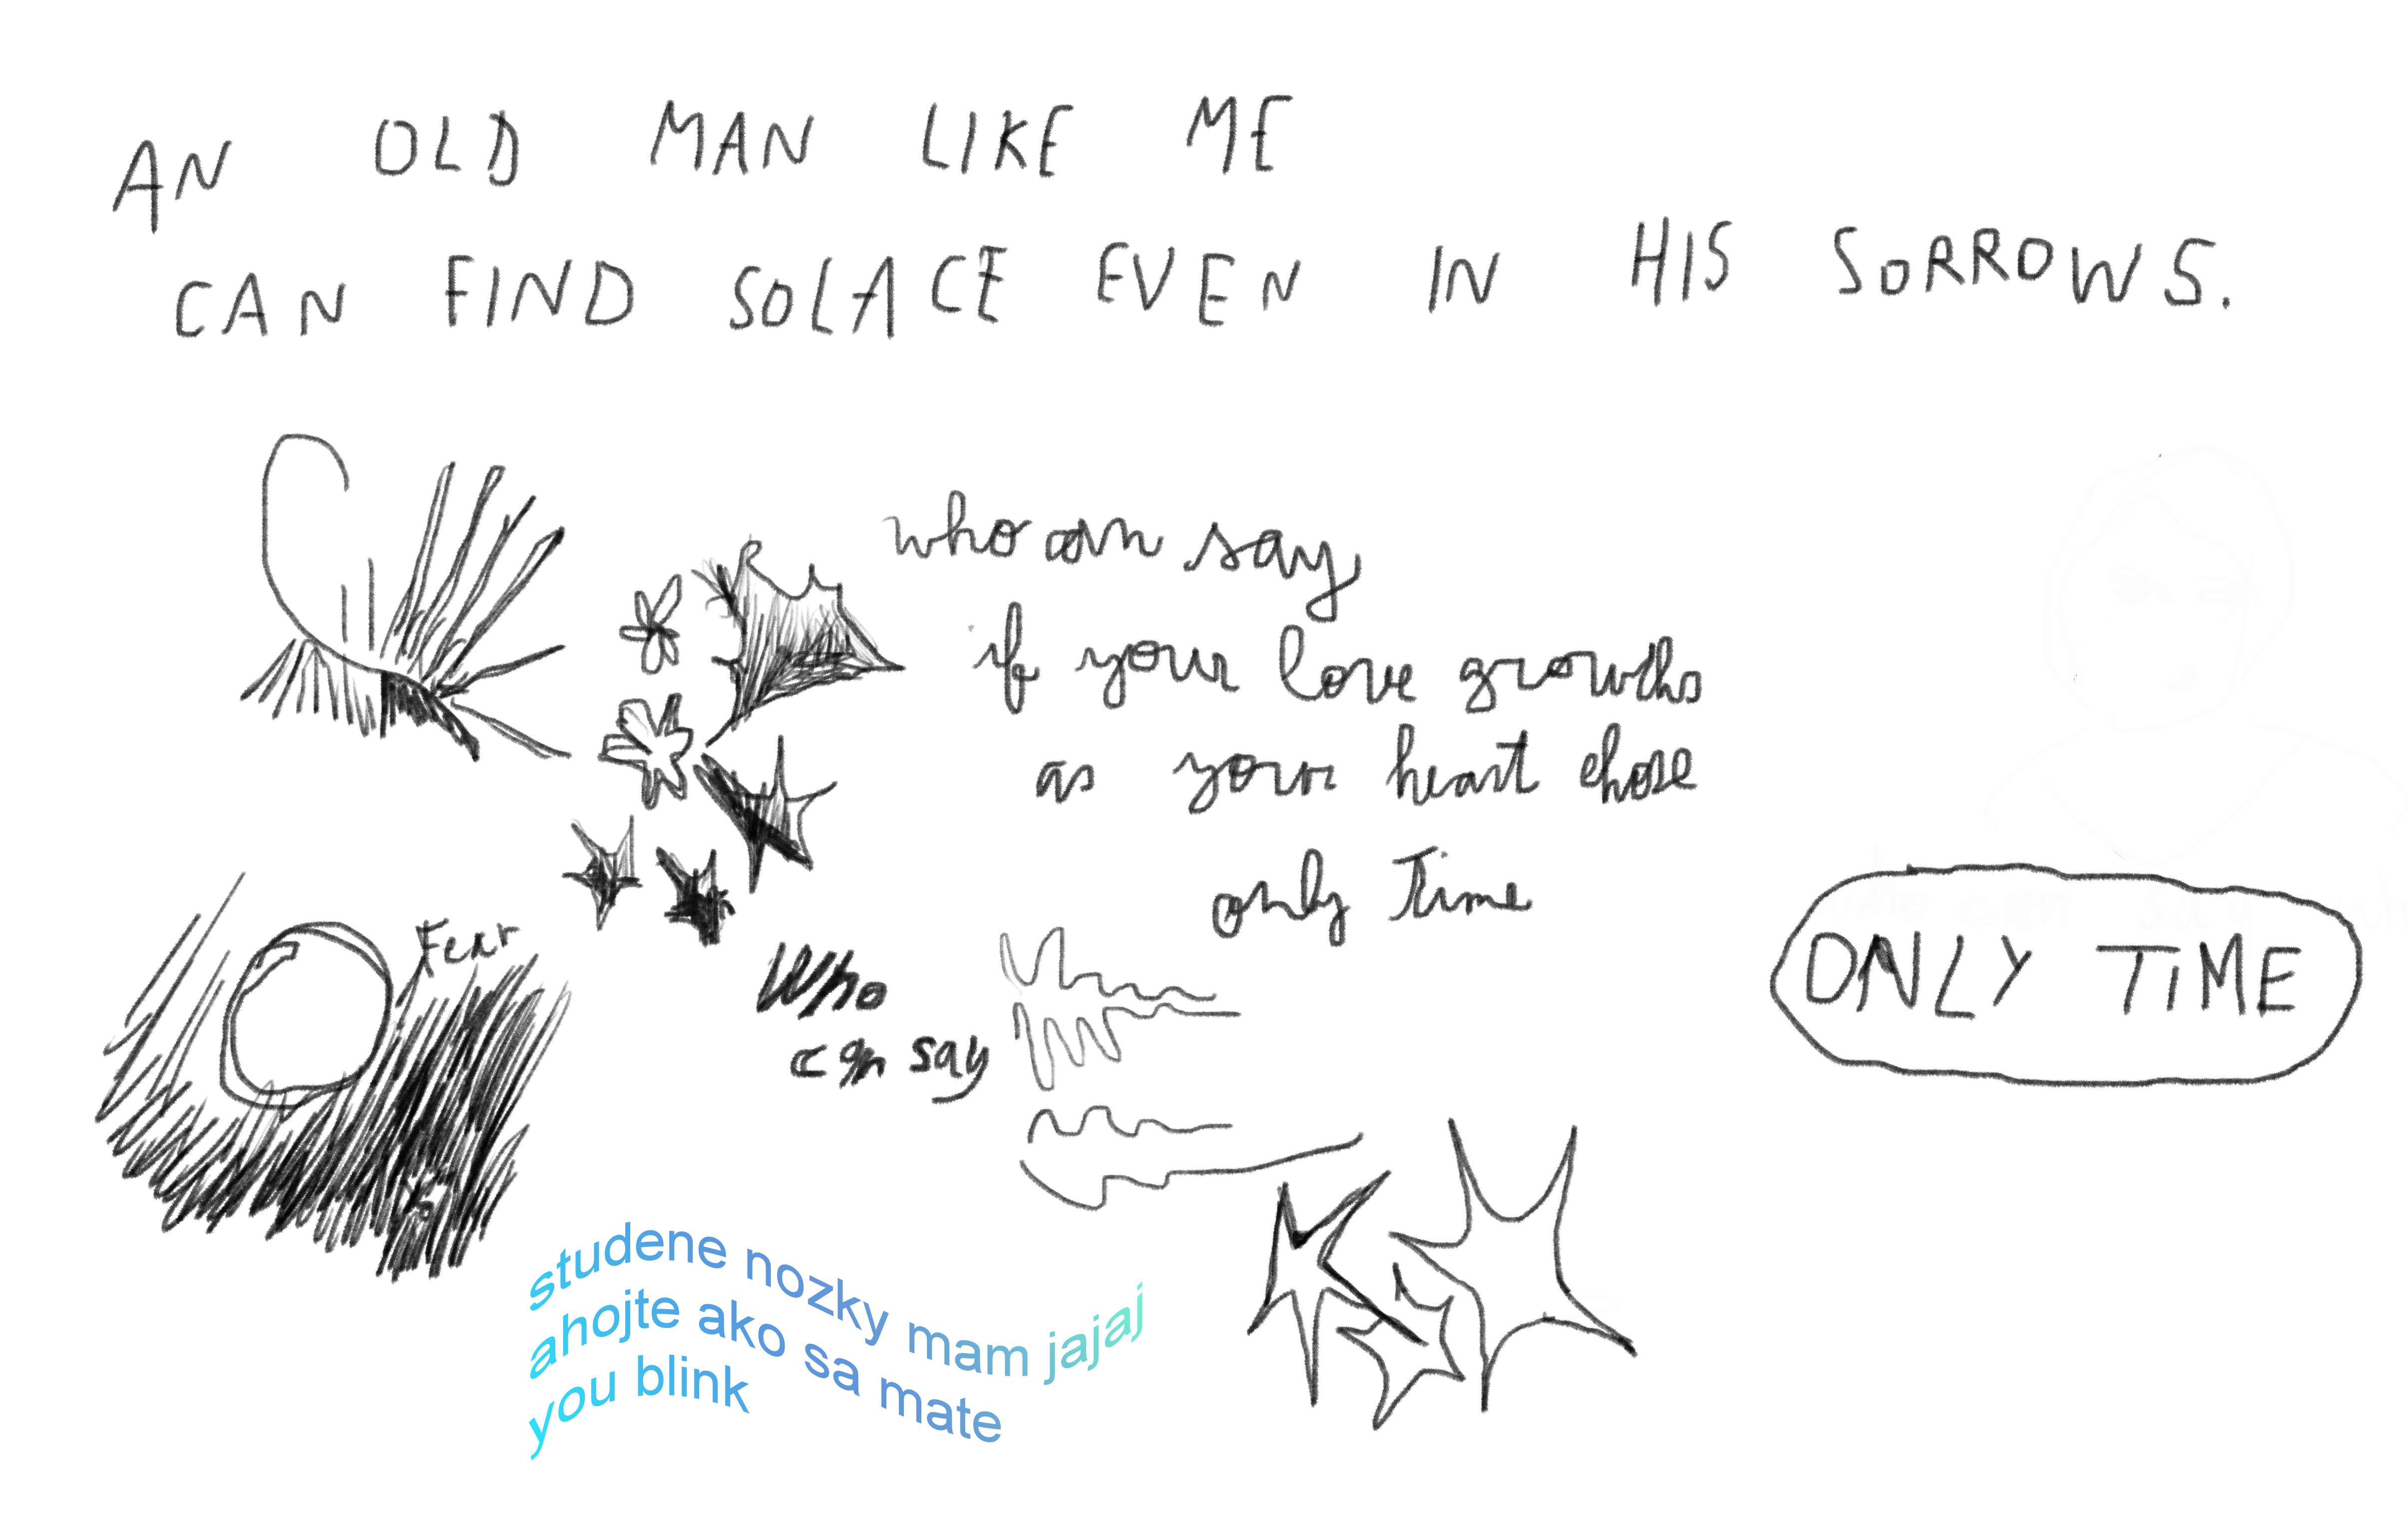 AN OLD MAN LIKE ME
CAN FIND SOLACE EVEN IN HIS SORROWS.
who can say
if your love growths
as your heart chose
only Time
Fear
Who
can say
ONLY TIME
studene nozky mam jajaj
ahojte ako sa mate
you blink